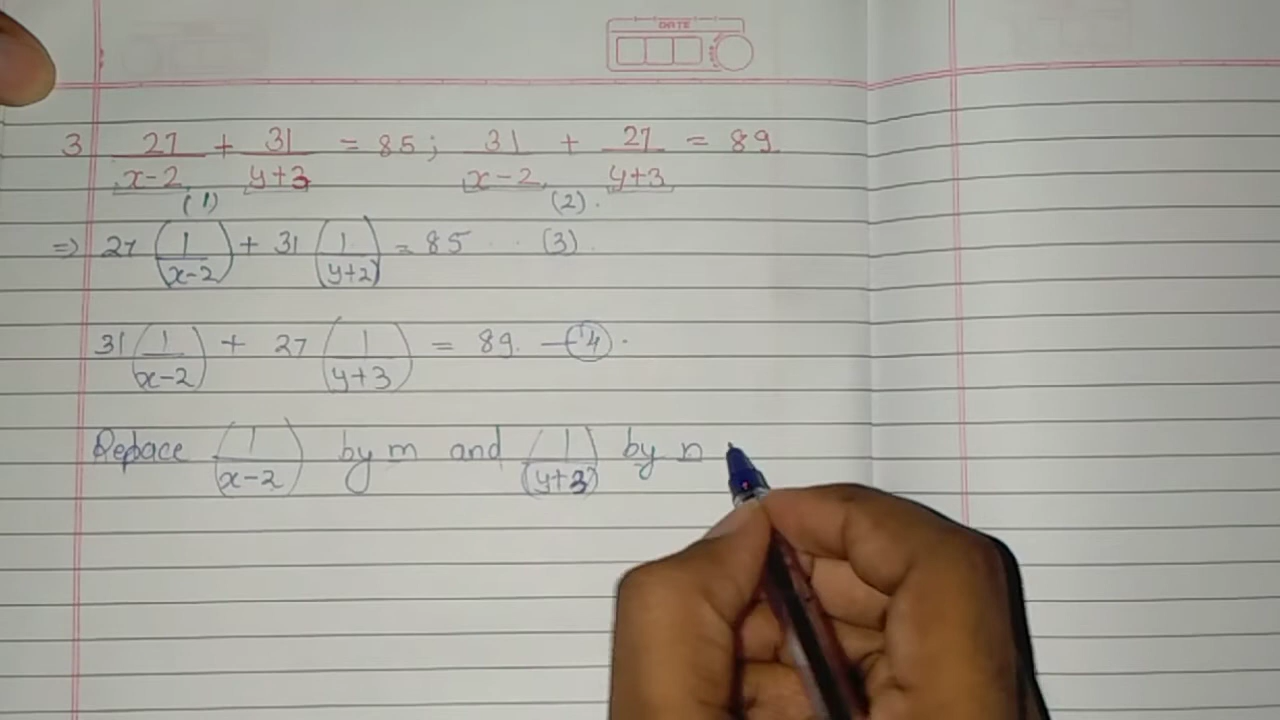 DATE
3 27/(x-2) + 31/(y+3) = 85; 31/(x-2) + 27/(y+3) = 89
(1) (2).
⇒ 27 (1/(x-2)) + 31 (1/(y+2)) = 85 (3).
31 (1/(x-2)) + 27 (1/(y+3)) = 89. — (4).
Repace (1/(x-2)) by m and (1/(y+3)) by n